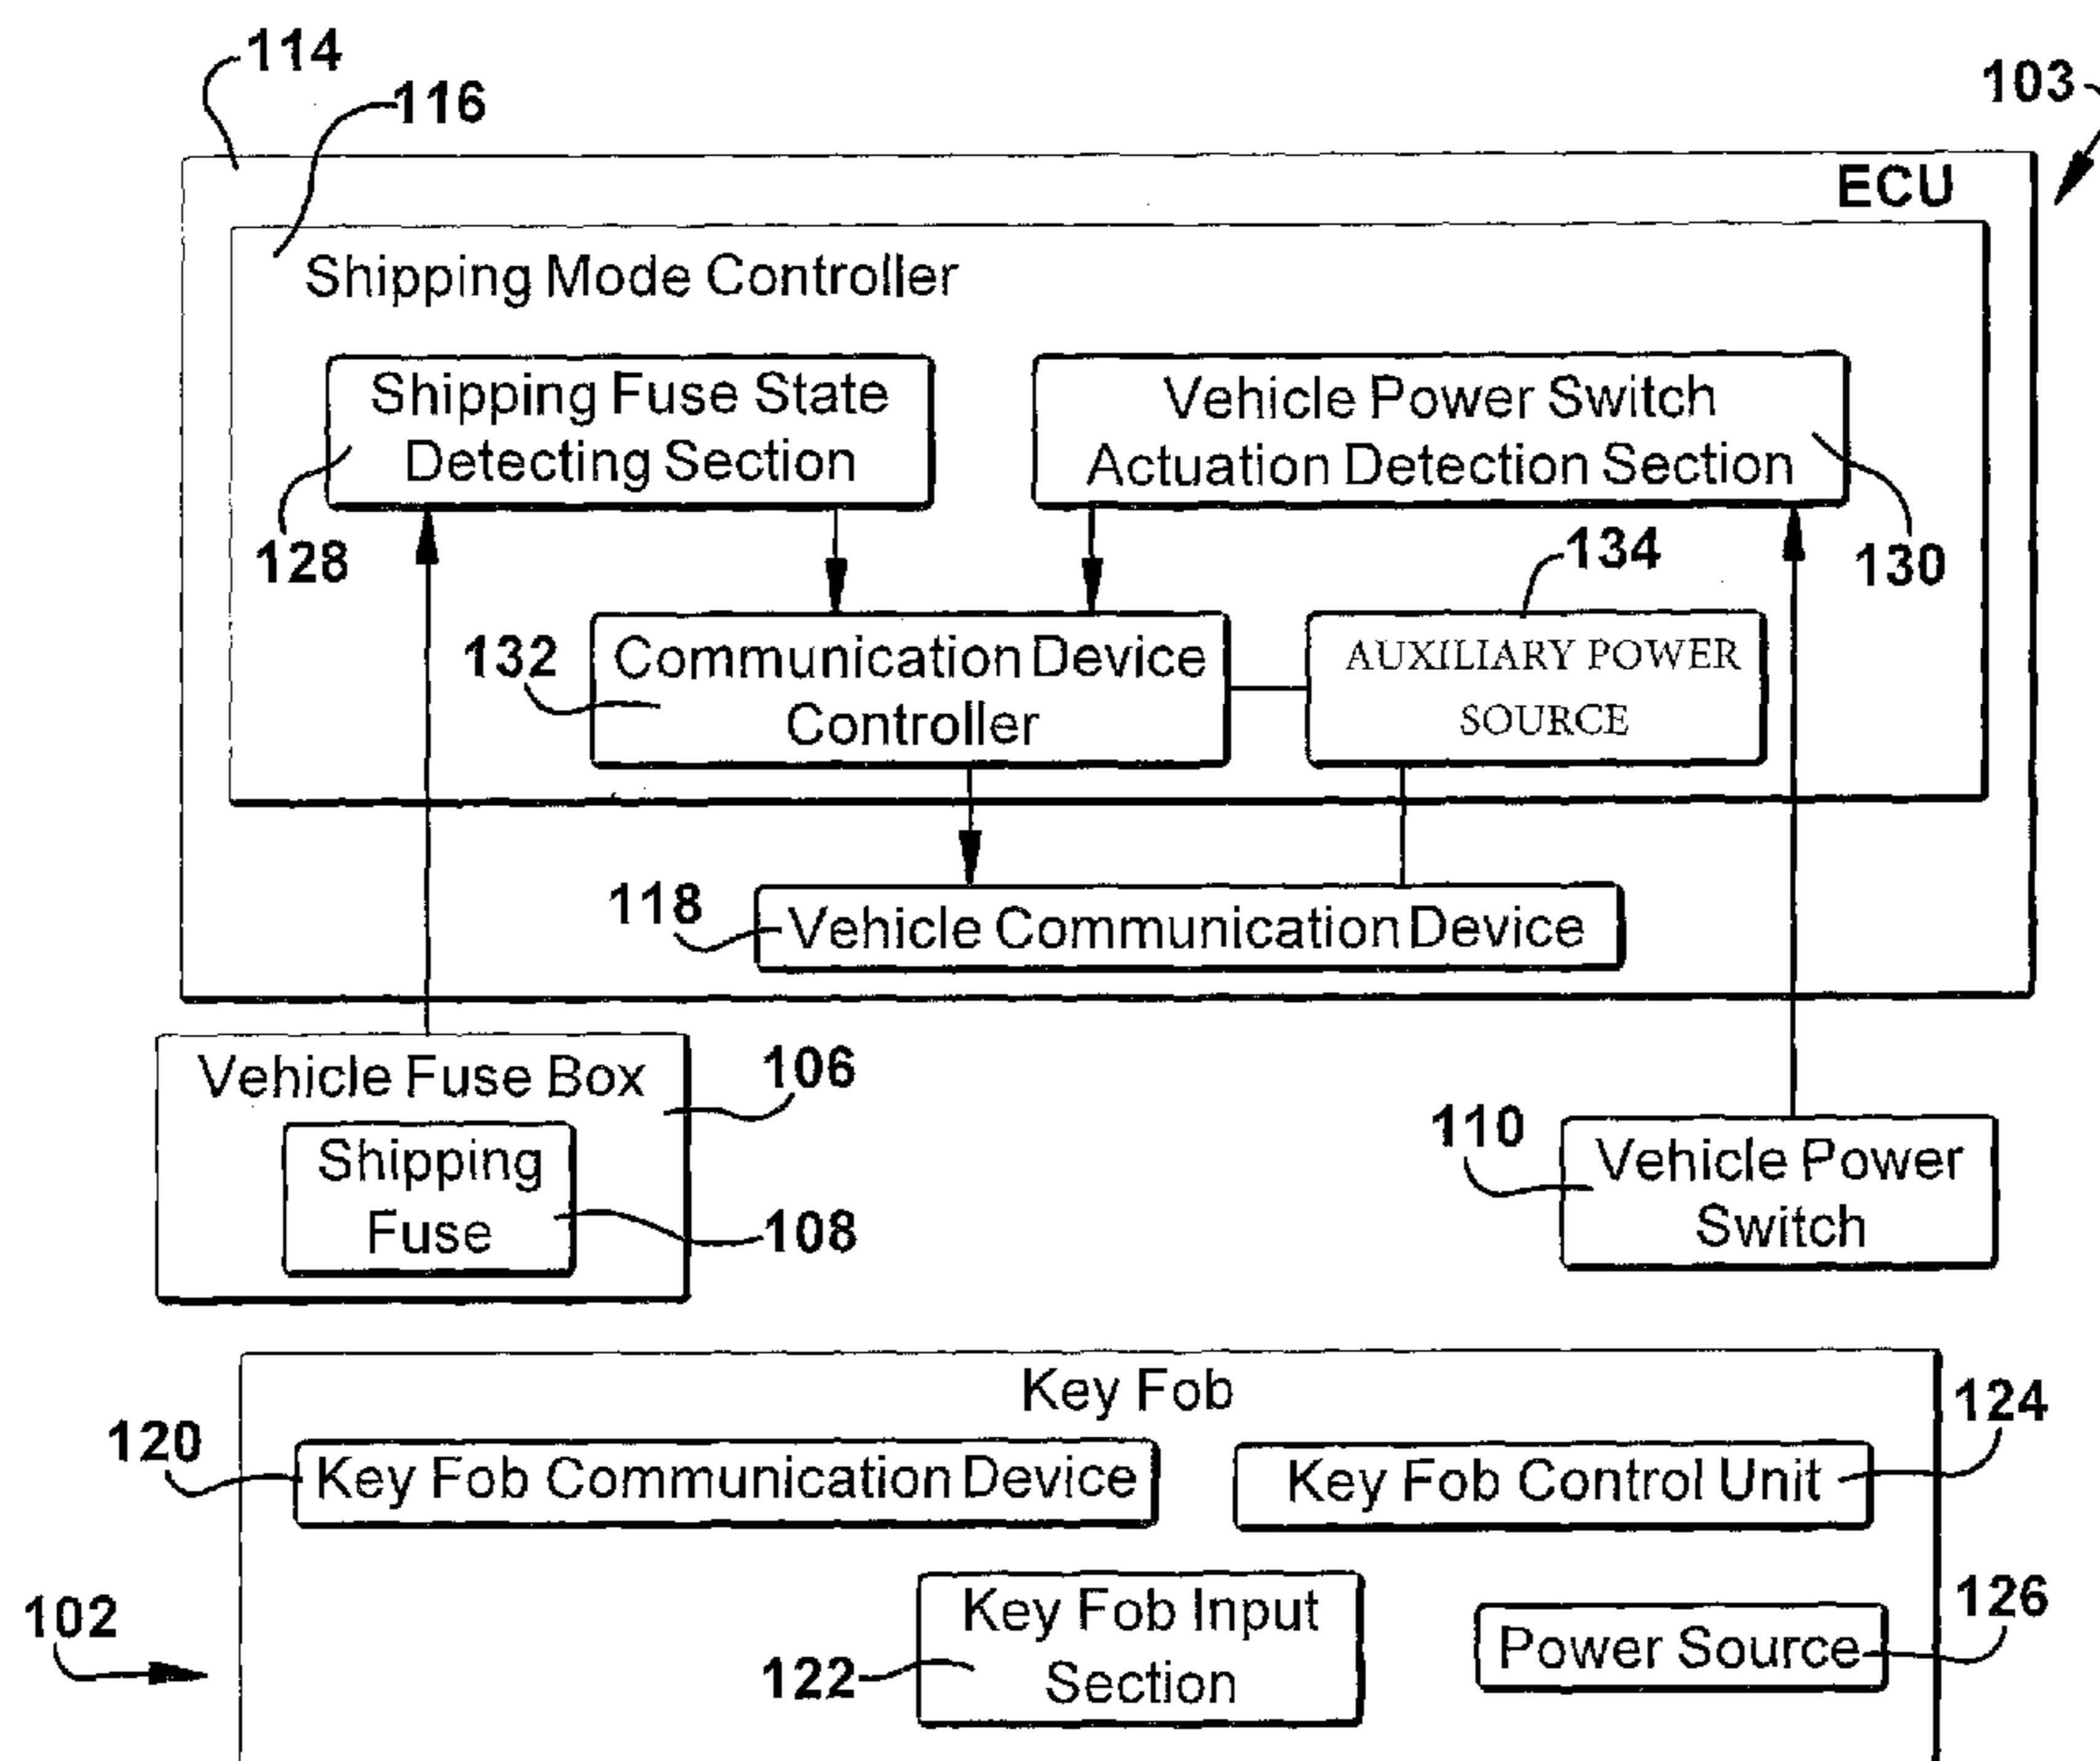 114
116
103
ECU
Shipping Mode Controller
Shipping Fuse State
Detecting Section
Vehicle Power Switch
Actuation Detection Section
128
134
130
132
Communication Device
Controller
AUXILIARY POWER
SOURCE
118
Vehicle Communication Device
Vehicle Fuse Box
106
Shipping
Fuse
108
110
Vehicle Power
Switch
Key Fob
120
Key Fob Communication Device
Key Fob Control Unit
124
102
Key Fob Input
Section
122
Power Source
126